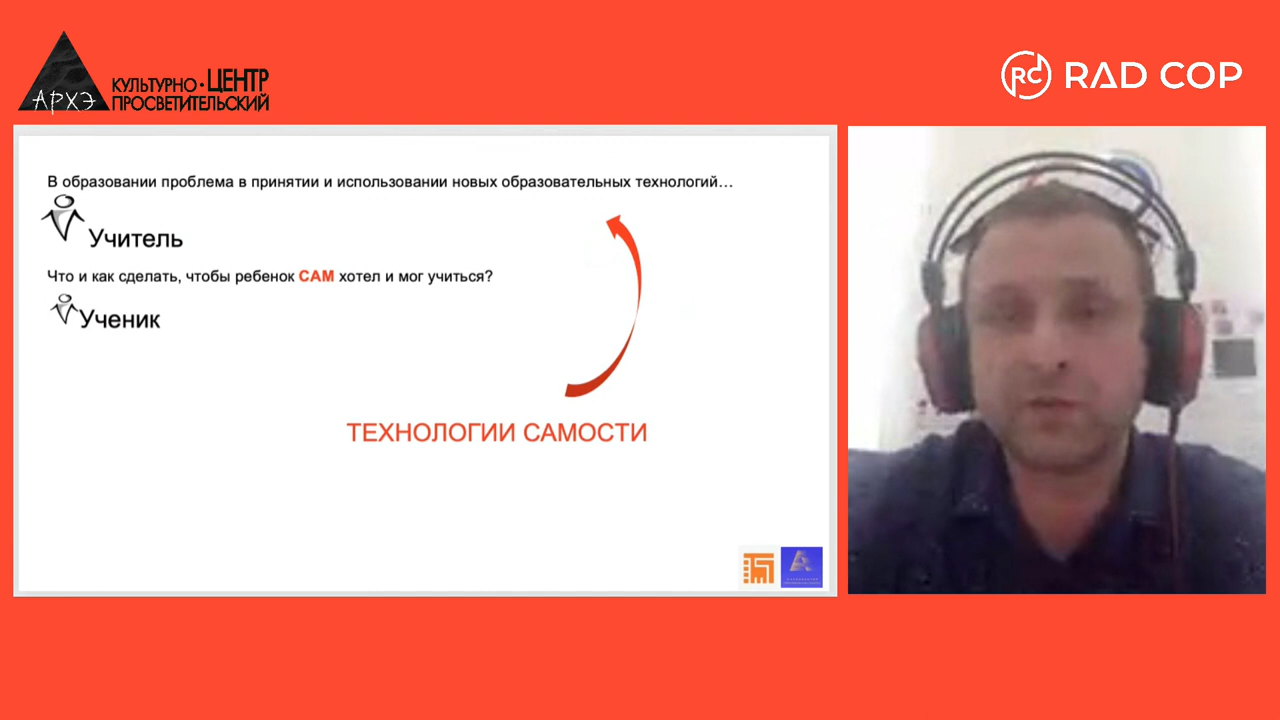 АРХЭ
КУЛЬТУРНО·ЦЕНТР
ПРОСВЕТИТЕЛЬСКИЙ
RC RAD COP
В образовании проблема в принятии и использовании новых образовательных технологий…
Учитель
Что и как сделать, чтобы ребенок САМ хотел и мог учиться?
Ученик
ТЕХНОЛОГИИ САМОСТИ